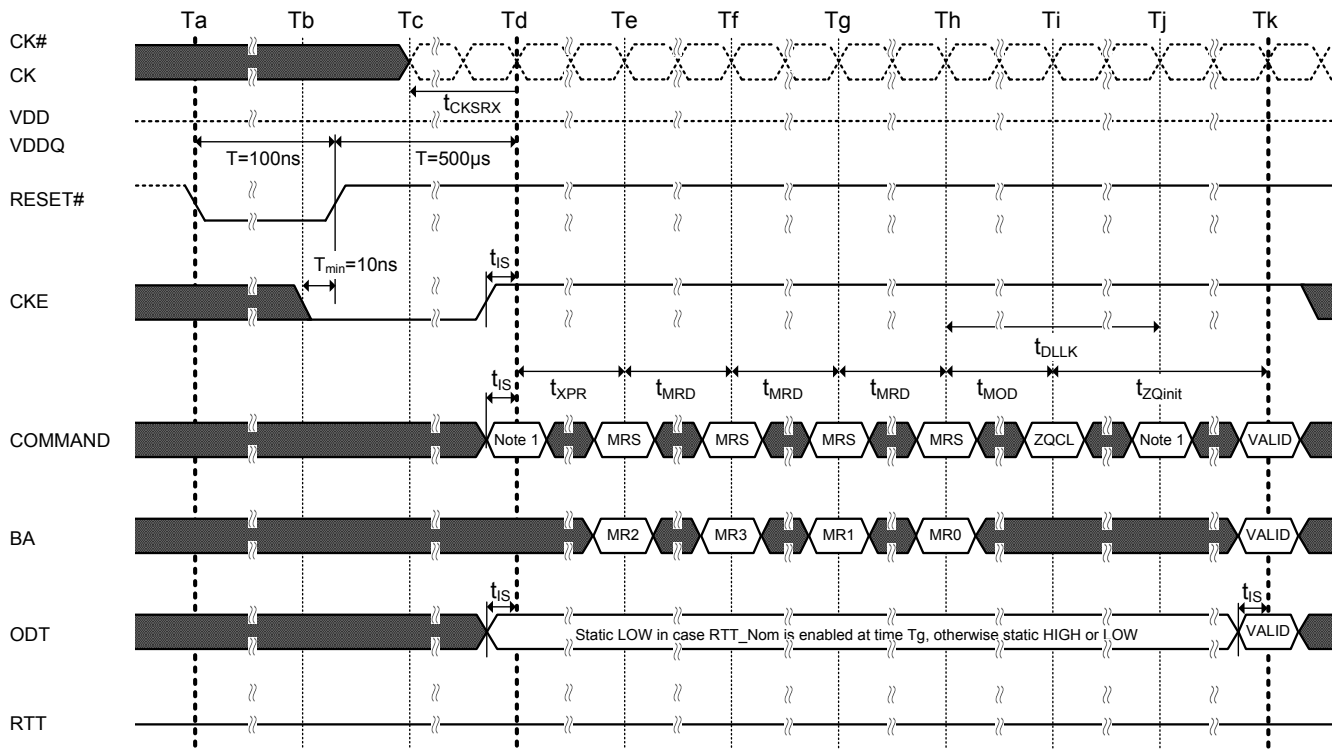 Ta Tb Tc Td Te Tf Tg Th Ti Tj Tk
CK#
CK
tCKSRX
VDD
VDDQ
T=100ns T=500µs
RESET#
Tmin=10ns tIS
CKE
tDLLK
tIS tXPR tMRD tMRD tMRD tMOD tZQinit
COMMAND Note 1 MRS MRS MRS MRS ZQCL Note 1 VALID
BA MR2 MR3 MR1 MR0 VALID
tIS tIS
ODT Static LOW in case RTT_Nom is enabled at time Tg, otherwise static HIGH or LOW VALID
RTT